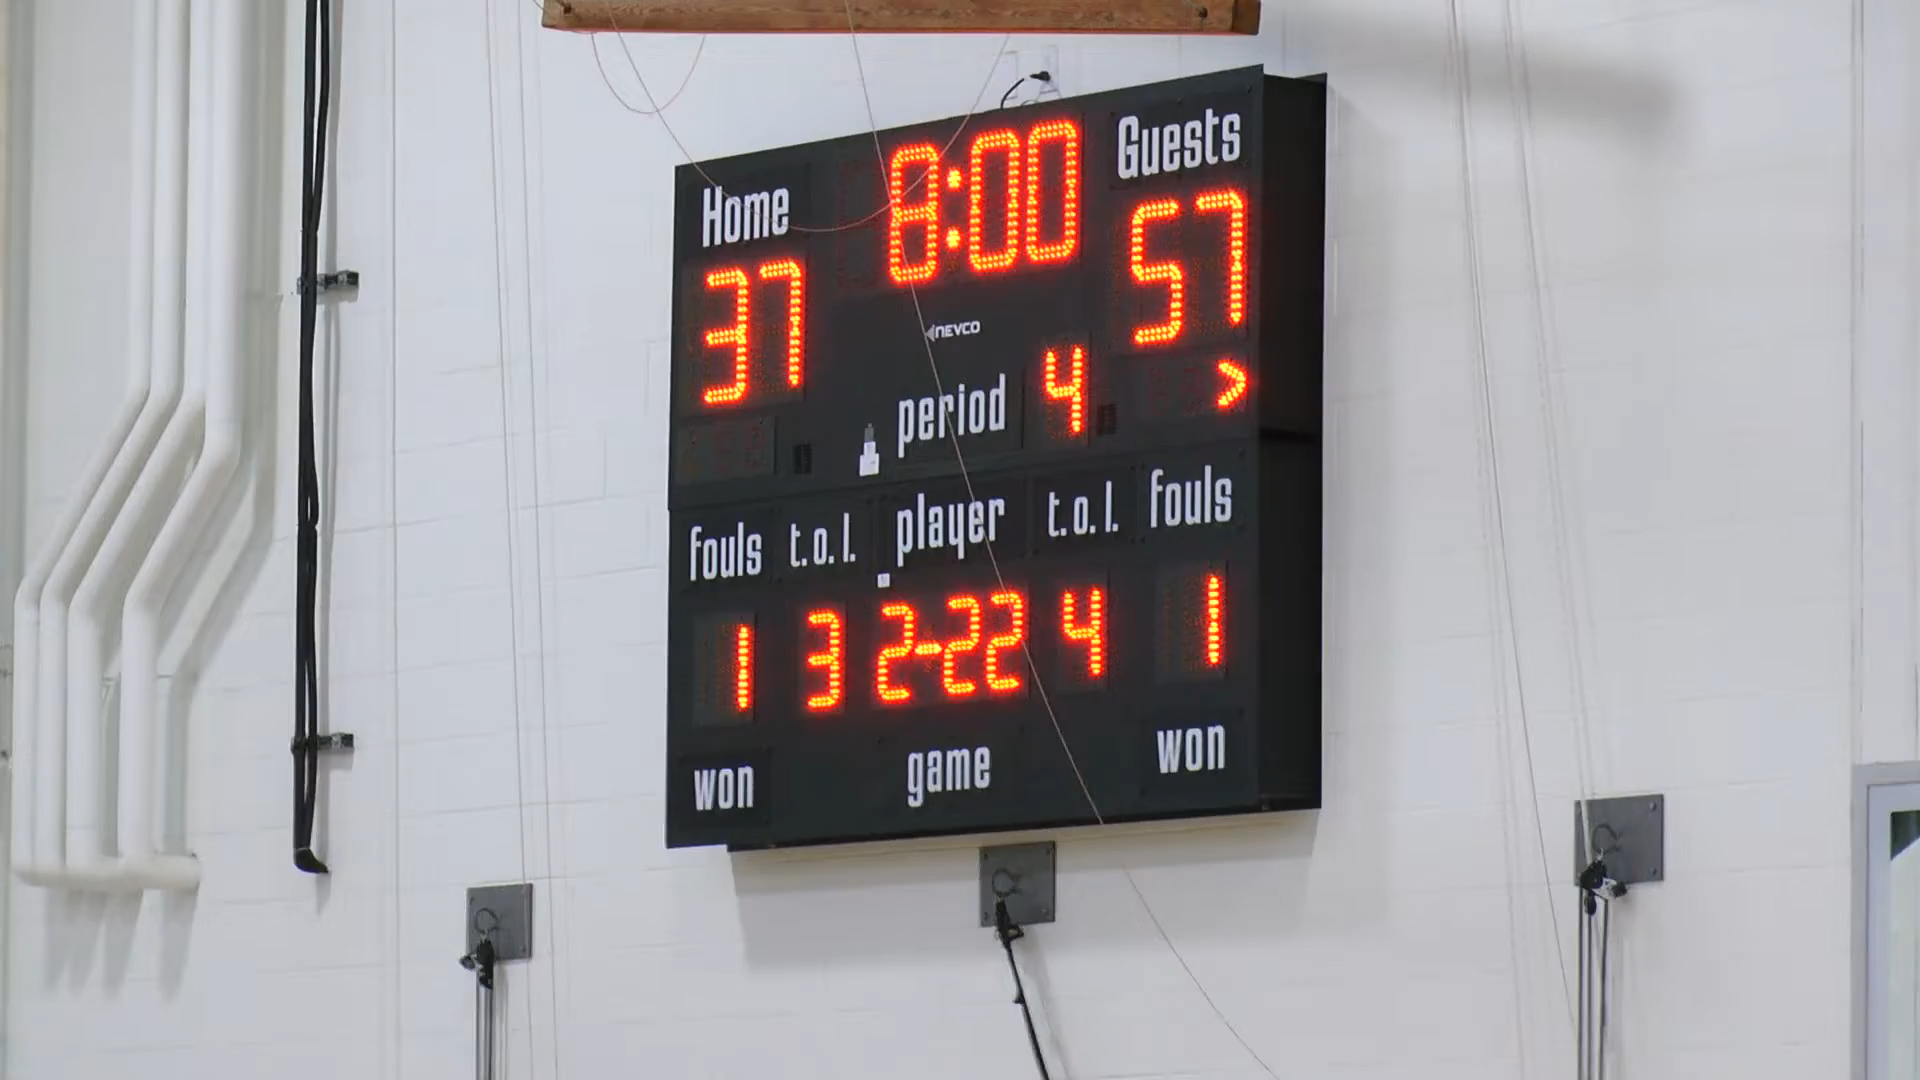 8:00
Home Guests
37 57
NEVCO
period 4 >
fouls t.o.l. player t.o.l. fouls
1 3 2-22 4 1
won game won